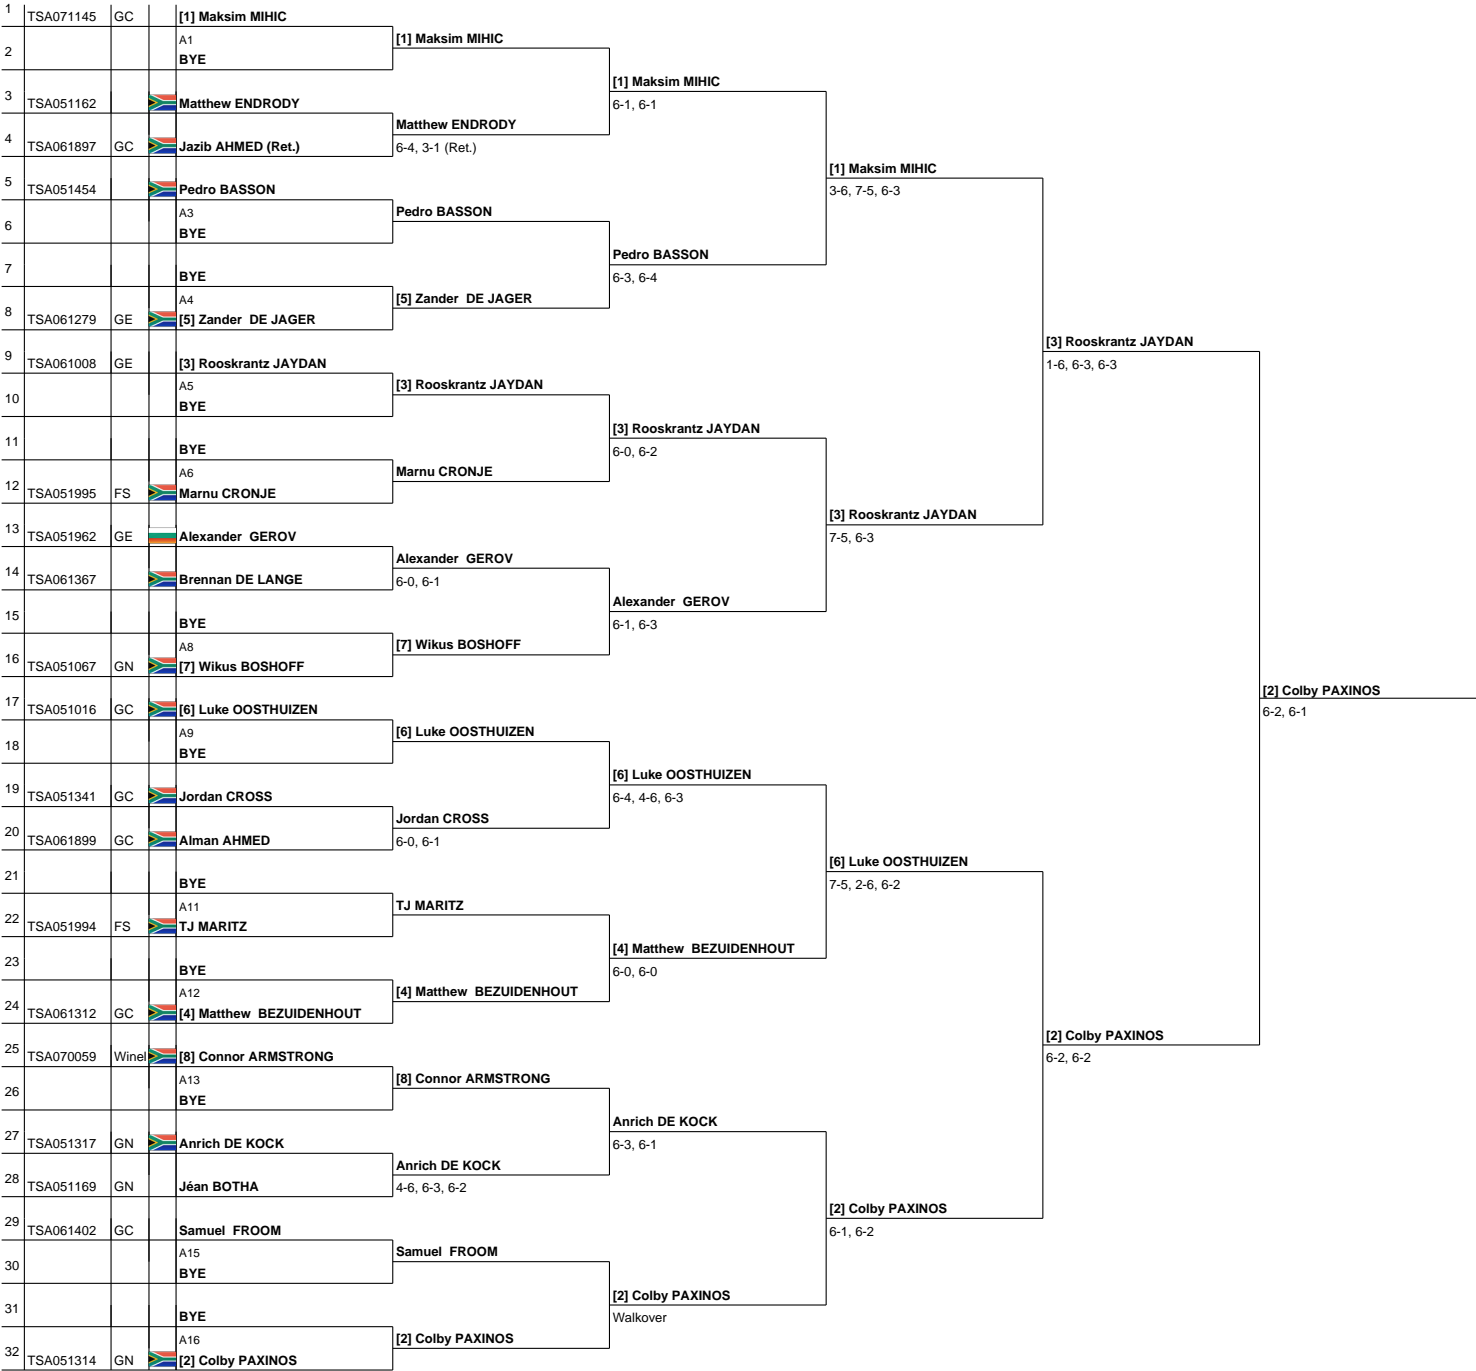 1 TSA071145 GC [1] Maksim MIHIC
A1 [1] Maksim MIHIC
2 BYE
[1] Maksim MIHIC
3 TSA051162 Matthew ENDRODY 6-1, 6-1
Matthew ENDRODY
4 TSA061897 GC Jazib AHMED (Ret.) 6-4, 3-1 (Ret.)
[1] Maksim MIHIC
5 TSA051454 Pedro BASSON 3-6, 7-5, 6-3
A3 Pedro BASSON
6 BYE
Pedro BASSON
7 BYE 6-3, 6-4
A4 [5] Zander DE JAGER
8 TSA061279 GE [5] Zander DE JAGER
[3] Rooskrantz JAYDAN
9 TSA061008 GE [3] Rooskrantz JAYDAN 1-6, 6-3, 6-3
A5 [3] Rooskrantz JAYDAN
10 BYE
[3] Rooskrantz JAYDAN
11 BYE 6-0, 6-2
A6 Marnu CRONJE
12 TSA051995 FS Marnu CRONJE
[3] Rooskrantz JAYDAN
13 TSA051962 GE Alexander GEROV 7-5, 6-3
Alexander GEROV
14 TSA061367 Brennan DE LANGE 6-0, 6-1
Alexander GEROV
15 BYE 6-1, 6-3
A8 [7] Wikus BOSHOFF
16 TSA051067 GN [7] Wikus BOSHOFF
[2] Colby PAXINOS
17 TSA051016 GC [6] Luke OOSTHUIZEN 6-2, 6-1
A9 [6] Luke OOSTHUIZEN
18 BYE
[6] Luke OOSTHUIZEN
19 TSA051341 GC Jordan CROSS 6-4, 4-6, 6-3
Jordan CROSS
20 TSA061899 GC Alman AHMED 6-0, 6-1
[6] Luke OOSTHUIZEN
21 BYE 7-5, 2-6, 6-2
A11 TJ MARITZ
22 TSA051994 FS TJ MARITZ
[4] Matthew BEZUIDENHOUT
23 BYE 6-0, 6-0
A12 [4] Matthew BEZUIDENHOUT
24 TSA061312 GC [4] Matthew BEZUIDENHOUT
[2] Colby PAXINOS
25 TSA070059 Winel [8] Connor ARMSTRONG 6-2, 6-2
A13 [8] Connor ARMSTRONG
26 BYE
Anrich DE KOCK
27 TSA051317 GN Anrich DE KOCK 6-3, 6-1
Anrich DE KOCK
28 TSA051169 GN Jéan BOTHA 4-6, 6-3, 6-2
[2] Colby PAXINOS
29 TSA061402 GC Samuel FROOM 6-1, 6-2
A15 Samuel FROOM
30 BYE
[2] Colby PAXINOS
31 BYE Walkover
A16 [2] Colby PAXINOS
32 TSA051314 GN [2] Colby PAXINOS